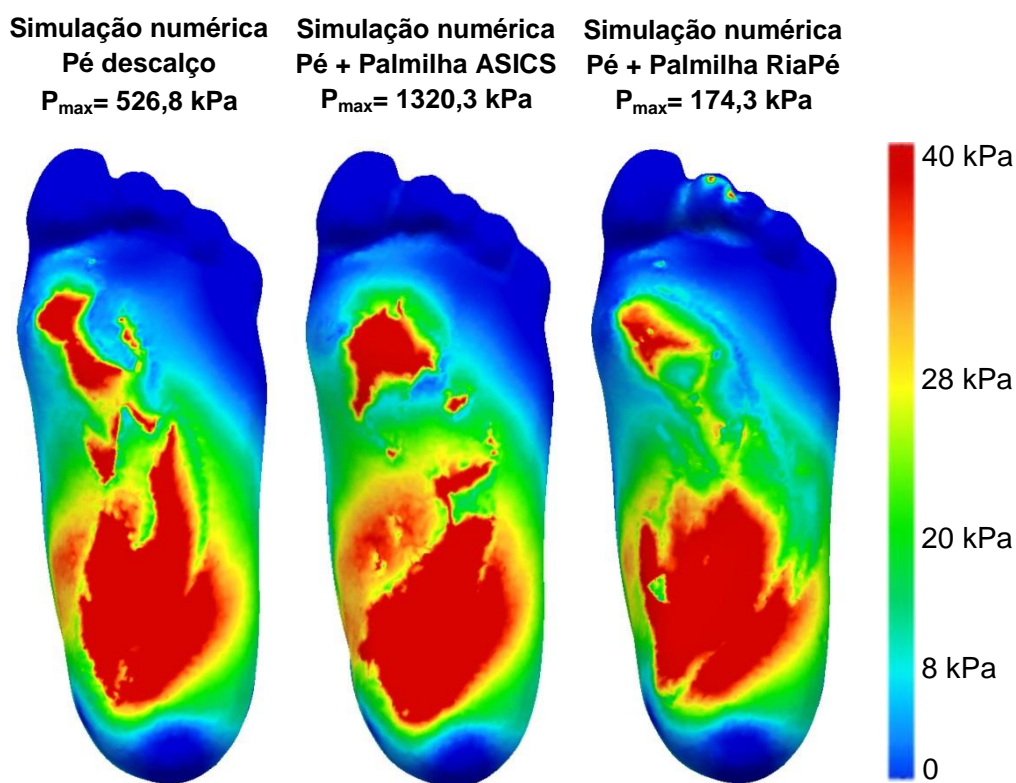 Simulação numérica
Pé descalço
Pmax= 526,8 kPa
Simulação numérica
Pé + Palmilha ASICS
Pmax= 1320,3 kPa
Simulação numérica
Pé + Palmilha RiaPé
Pmax= 174,3 kPa
40 kPa
28 kPa
20 kPa
8 kPa
0